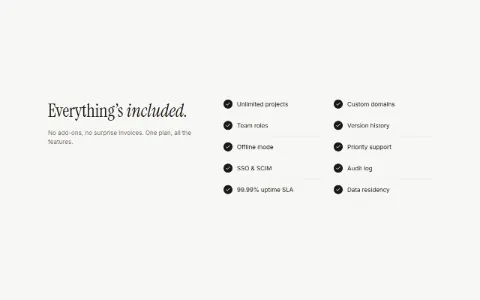 Everything's included.
No add-ons, no surprise invoices. One plan, all the
features.
Unlimited projects
Custom domains
Team roles
Version history
Offline mode
Priority support
SSO & SCIM
Audit log
99.99% uptime SLA
Data residency